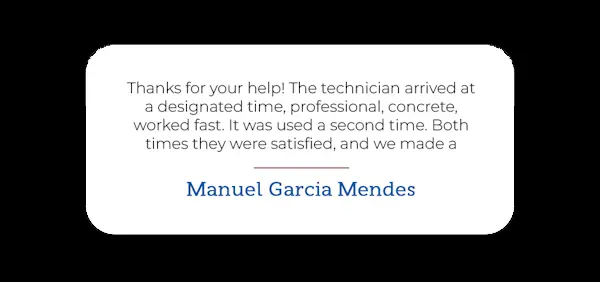 Thanks for your help! The technician arrived at
a designated time, professional, concrete,
worked fast. It was used a second time. Both
times they were satisfied, and we made a
Manuel Garcia Mendes